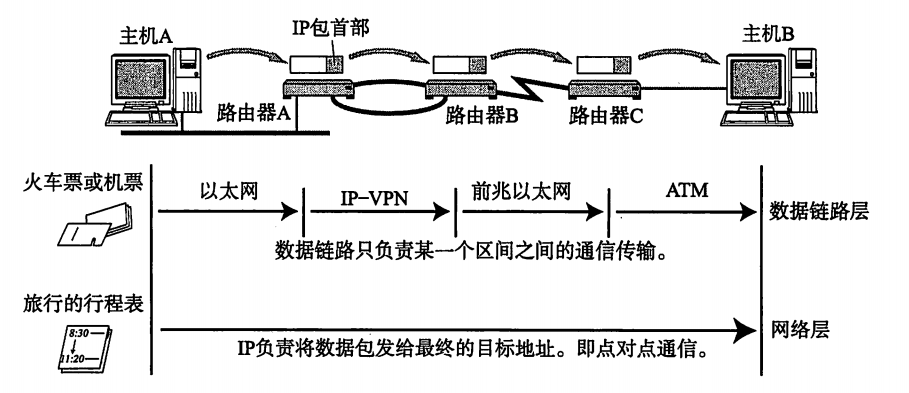 主机A
IP包首部
主机B
路由器A
路由器B
路由器C
火车票或机票
以太网
IP-VPN
前兆以太网
ATM
数据链路层
数据链路只负责某一个区间之间的通信传输。
旅行的行程表
8:30
11:20
网络层
IP负责将数据包发给最终的目标地址。即点对点通信。